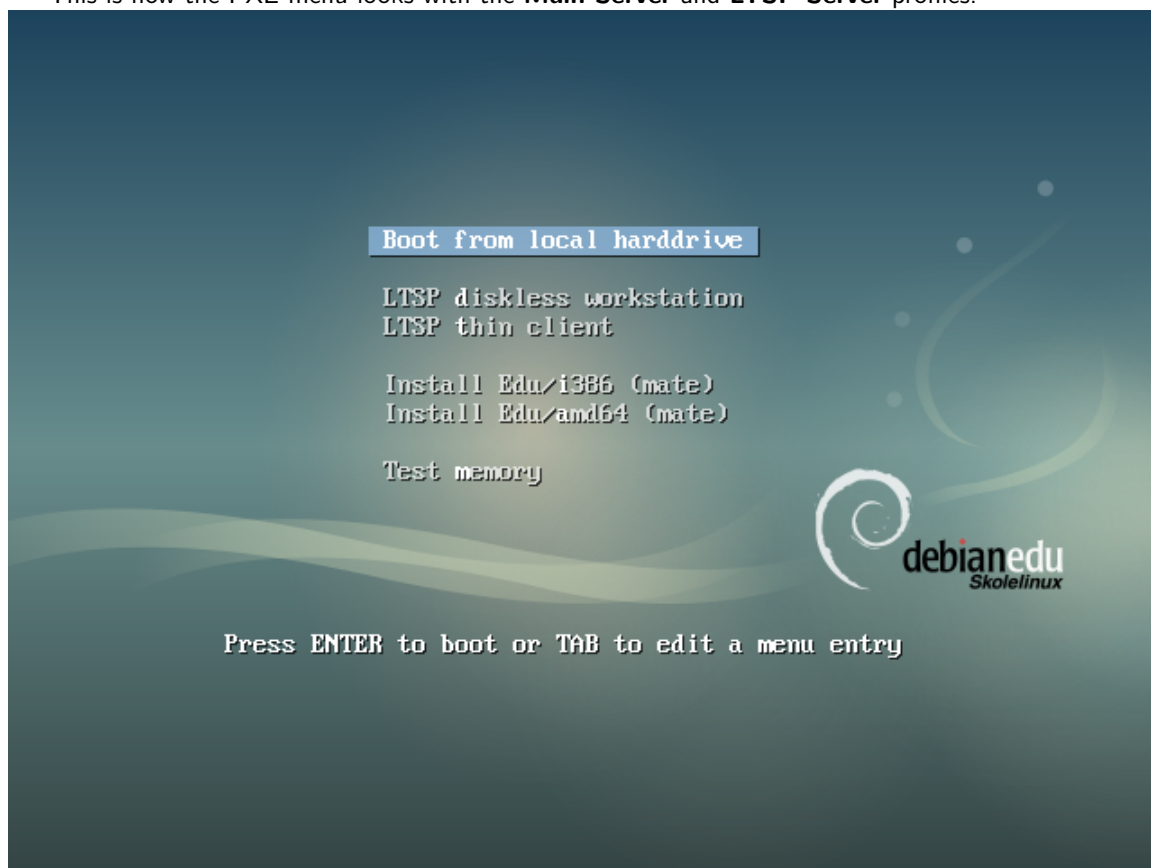 This is how the PXE menu looks with the Main Server and LTSP Server profiles:
Boot from local harddrive
LTSP diskless workstation
LTSP thin client
Install Edu/i386 (mate)
Install Edu/amd64 (mate)
Test memory
debianedu
Skolelinux
Press ENTER to boot or TAB to edit a menu entry